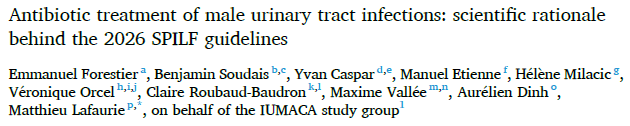 Antibiotic treatment of male urinary tract infections: scientific rationale
behind the 2026 SPILF guidelines
Emmanuel Forestier a, Benjamin Soudais b,c, Yvan Caspar d,e, Manuel Etienne f, Hélène Milacic g,
Véronique Orcel h,i,j, Claire Roubaud-Baudron k,l, Maxime Vallée m,n, Aurélien Dinh o,
Matthieu Lafaurie p,*, on behalf of the IUMACA study group 1